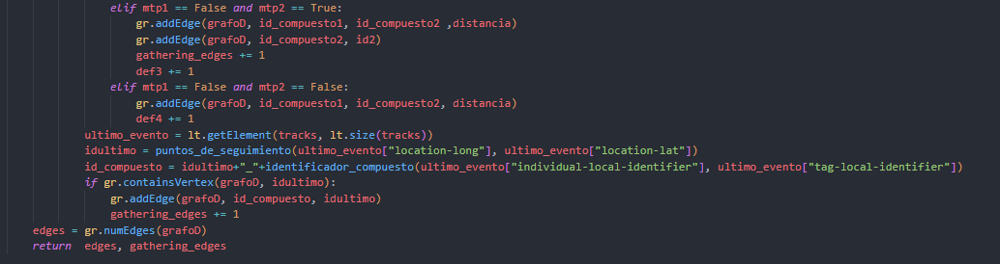 elif mtp1 == False and mtp2 == True:
gr.addEdge(grafoD, id_compuesto1, id_compuesto2 ,distancia)
gr.addEdge(grafoD, id_compuesto2, id2)
gathering_edges += 1
def3 += 1
elif mtp1 == False and mtp2 == False:
gr.addEdge(grafoD, id_compuesto1, id_compuesto2, distancia)
def4 += 1
ultimo_evento = lt.getElement(tracks, lt.size(tracks))
idultimo = puntos_de_seguimiento(ultimo_evento["location-long"], ultimo_evento["location-lat"])
id_compuesto = idultimo+"_"+identificador_compuesto(ultimo_evento["individual-local-identifier"], ultimo_evento["tag-local-identifier"])
if gr.containsVertex(grafoD, idultimo):
gr.addEdge(grafoD, id_compuesto, idultimo)
gathering_edges += 1
edges = gr.numEdges(grafoD)
return  edges, gathering_edges